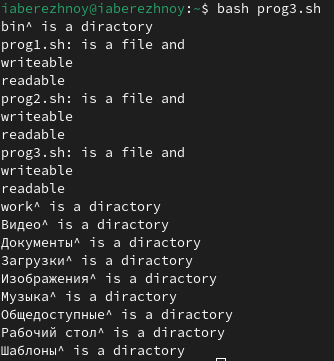 iaberezhnoy@iaberezhnoy:~$ bash prog3.sh
bin^ is a diractory
prog1.sh: is a file and
writeable
readable
prog2.sh: is a file and
writeable
readable
prog3.sh: is a file and
writeable
readable
work^ is a diractory
Видео^ is a diractory
Документы^ is a diractory
Загрузки^ is a diractory
Изображения^ is a diractory
Музыка^ is a diractory
Общедоступные^ is a diractory
Рабочий стол^ is a diractory
Шаблоны^ is a diractory